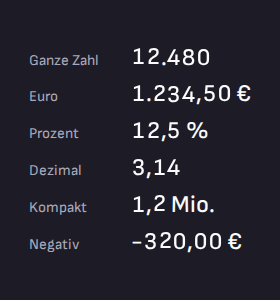 Ganze Zahl 12.480
Euro 1.234,50 €
Prozent 12,5 %
Dezimal 3,14
Kompakt 1,2 Mio.
Negativ -320,00 €